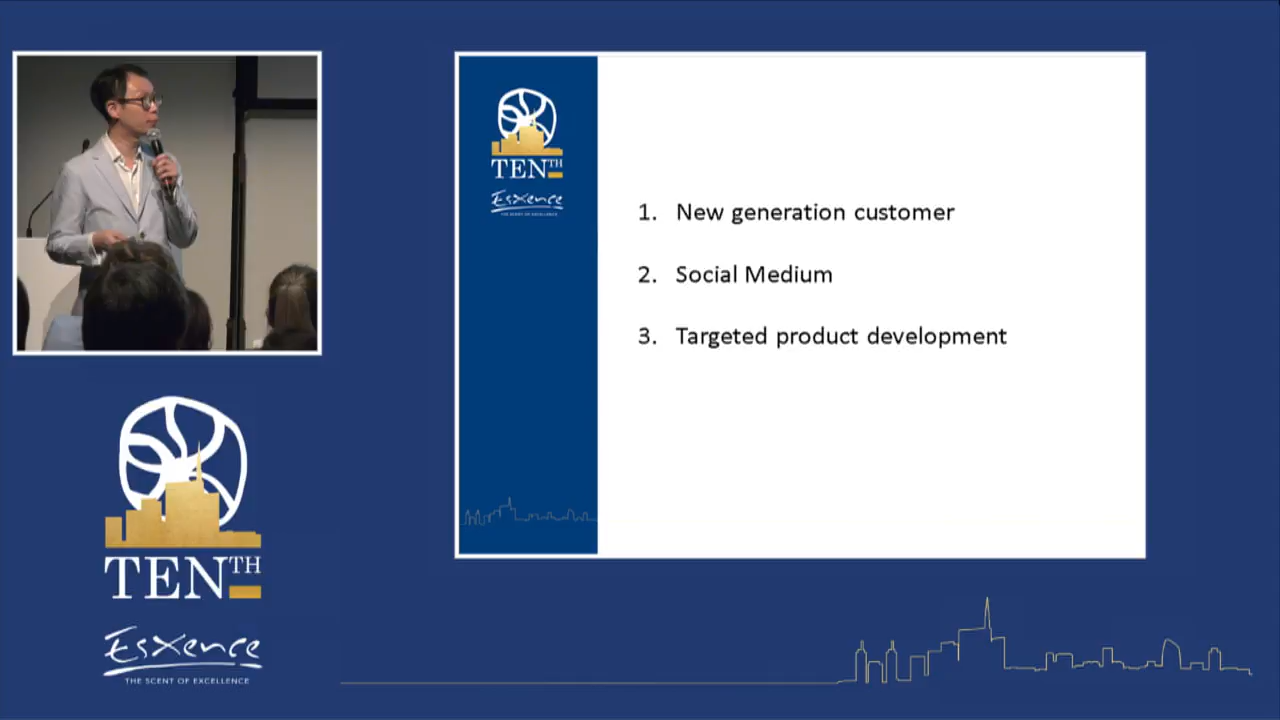 TENTH
Esxence
THE SCENT OF EXCELLENCE
TENTH
Esxence
THE SCENT OF EXCELLENCE
1. New generation customer
2. Social Medium
3. Targeted product development